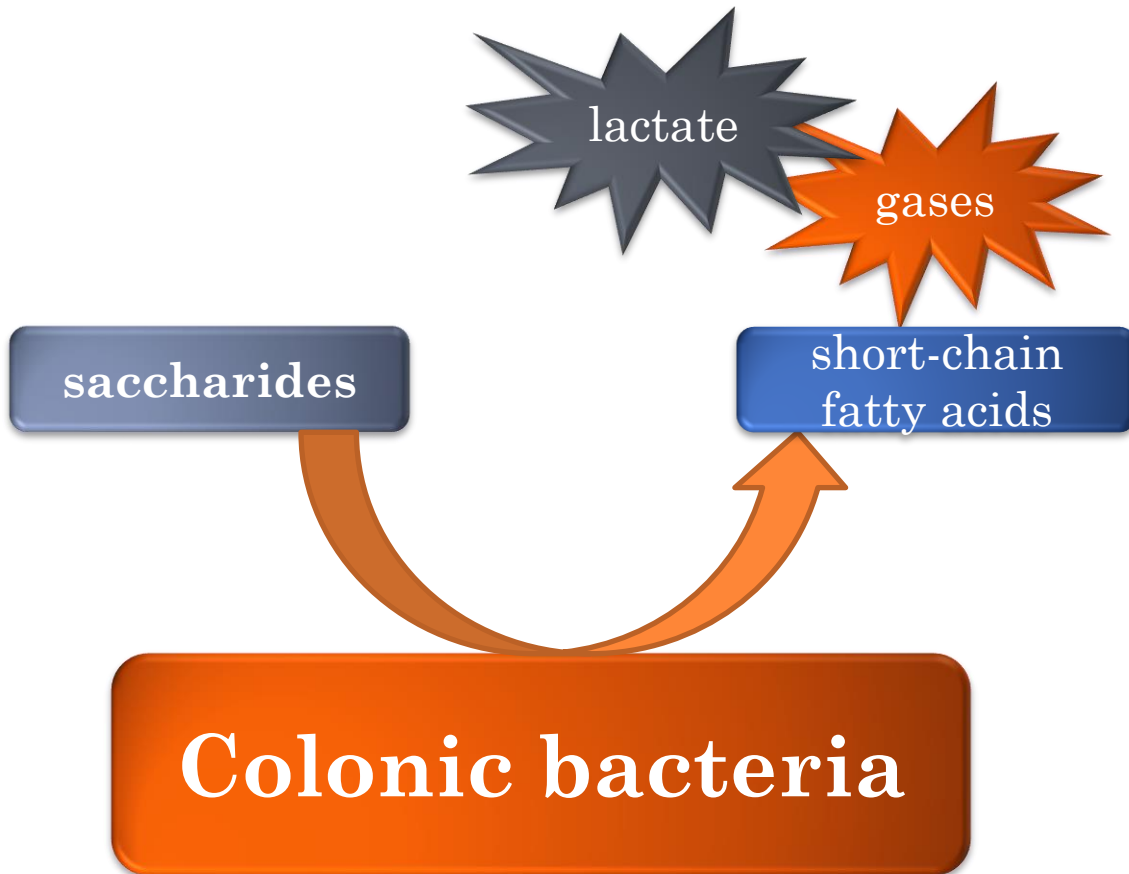 lactate
gases
saccharides
short-chain
fatty acids
Colonic bacteria